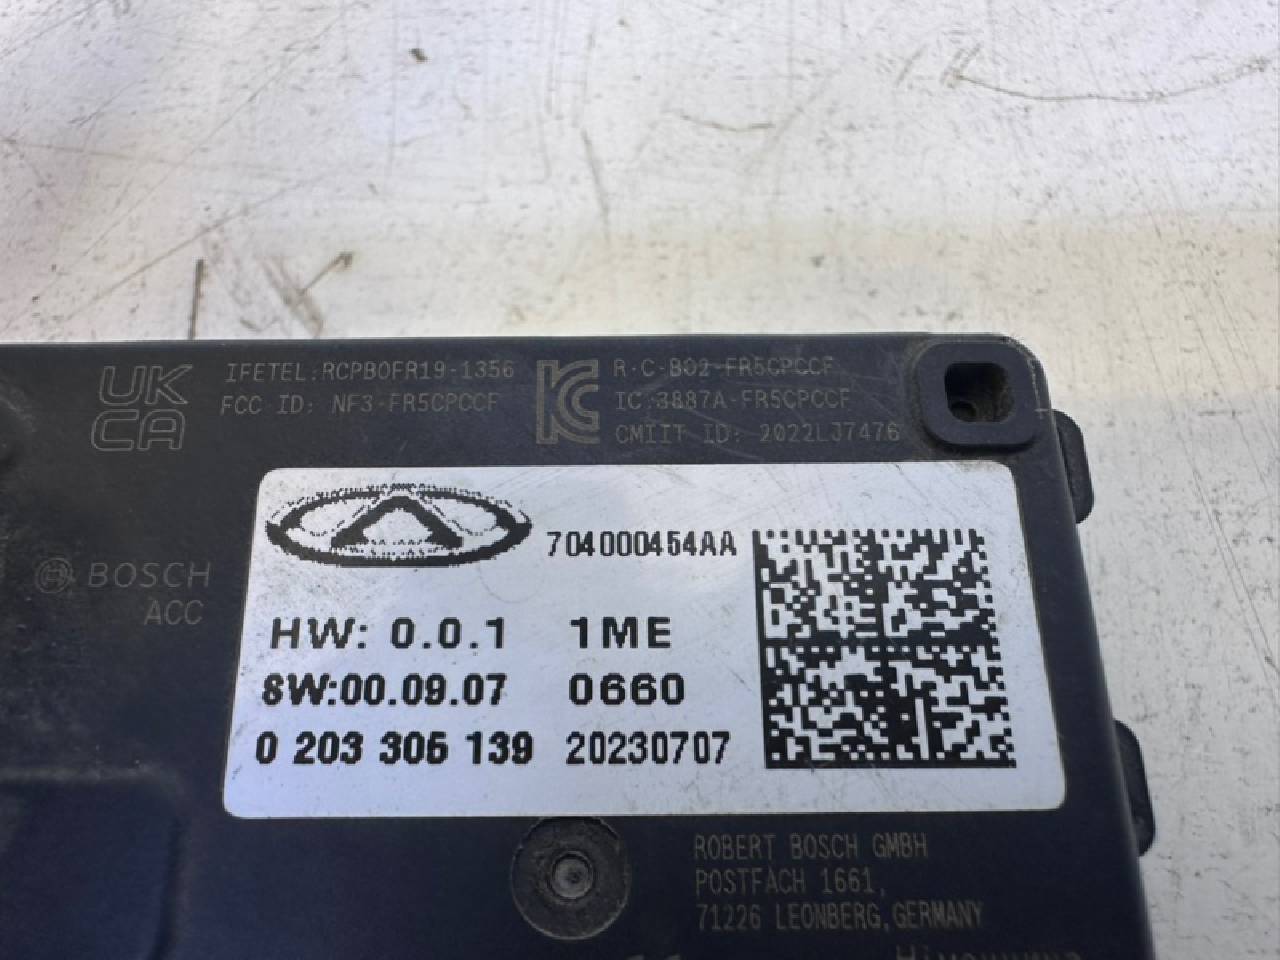 UK
CA
IFETEL: RCPBOFR19-1356
FCC ID: NF3-FR5CPCCF
R-C-BO2-FR5CPCCF
IC:3887A-FR5CPCCF
CMIIT ID: 2022LJ7476
BOSCH
ACC
704000454AA
HW: 0.0.1 1ME
SW:00.09.07 0660
0 203 305 139 20230707
ROBERT BOSCH GMBH
POSTFACH 1661,
71226 LEONBERG, GERMANY